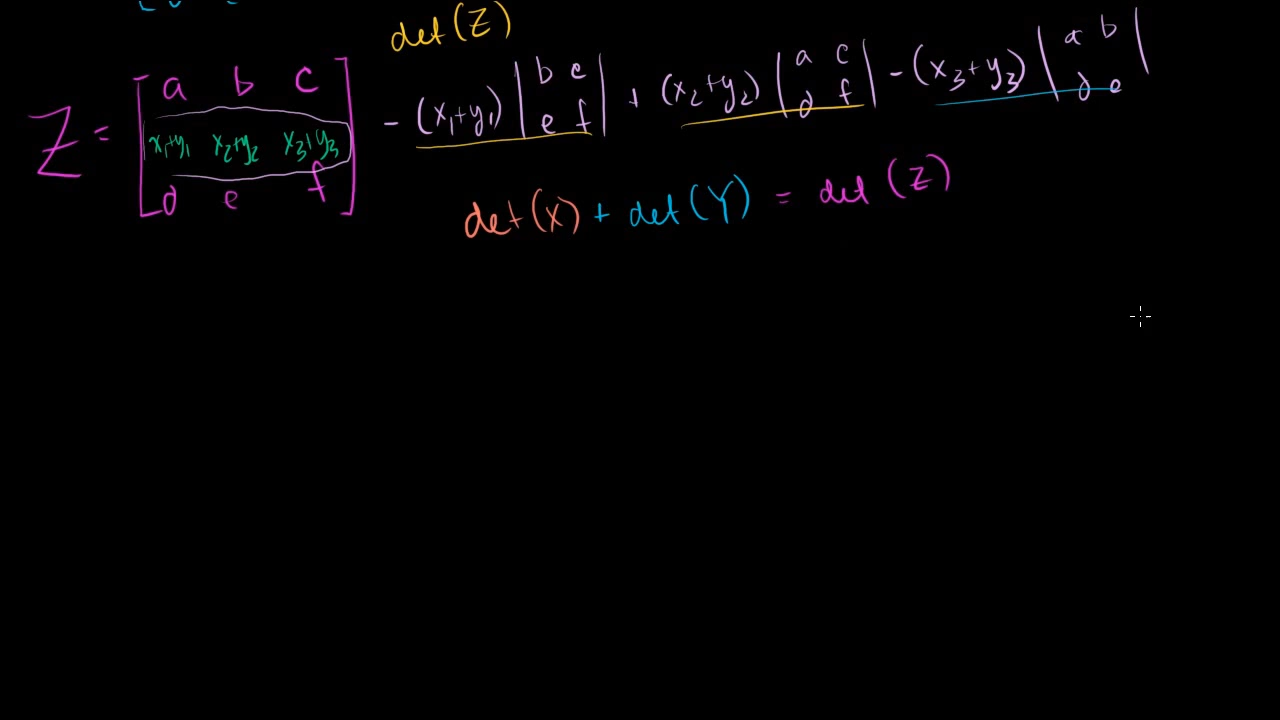 det(Z)
Z = [ a b c
x₁+y₁ x₂+y₂ x₃+y₃
d e f ]
- (x₁+y₁) | b c
e f | + (x₂+y₂) | a c
d f | - (x₃+y₃) | a b
d e |
det(X) + det(Y) = det(Z)